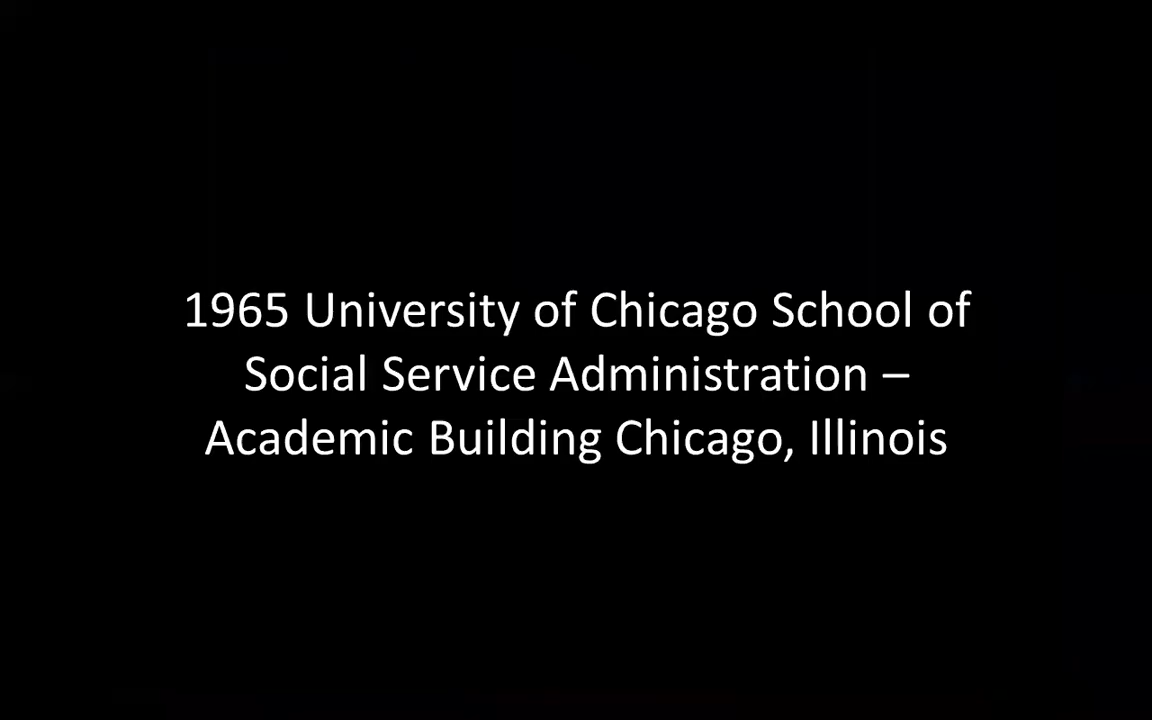 1965 University of Chicago School of
Social Service Administration –
Academic Building Chicago, Illinois